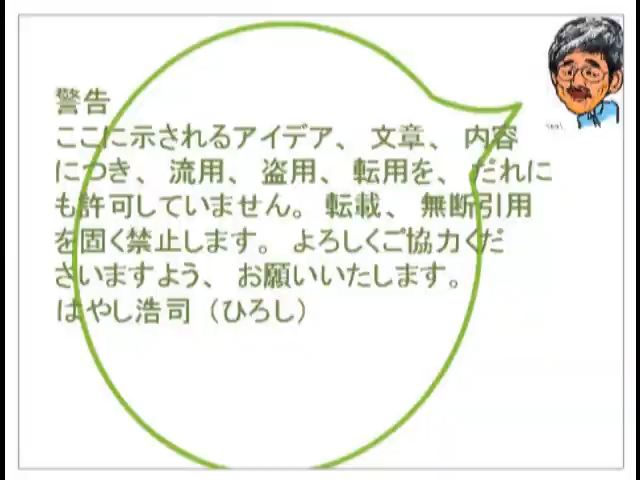 警告
ここに示されるアイデア、文章、内容
につき、流用、盗用、転用を、だれに
も許可していません。転載、無断引用
を固く禁止します。よろしくご協力くだ
さいますよう、お願いいたします。
はやし浩司（ひろし）